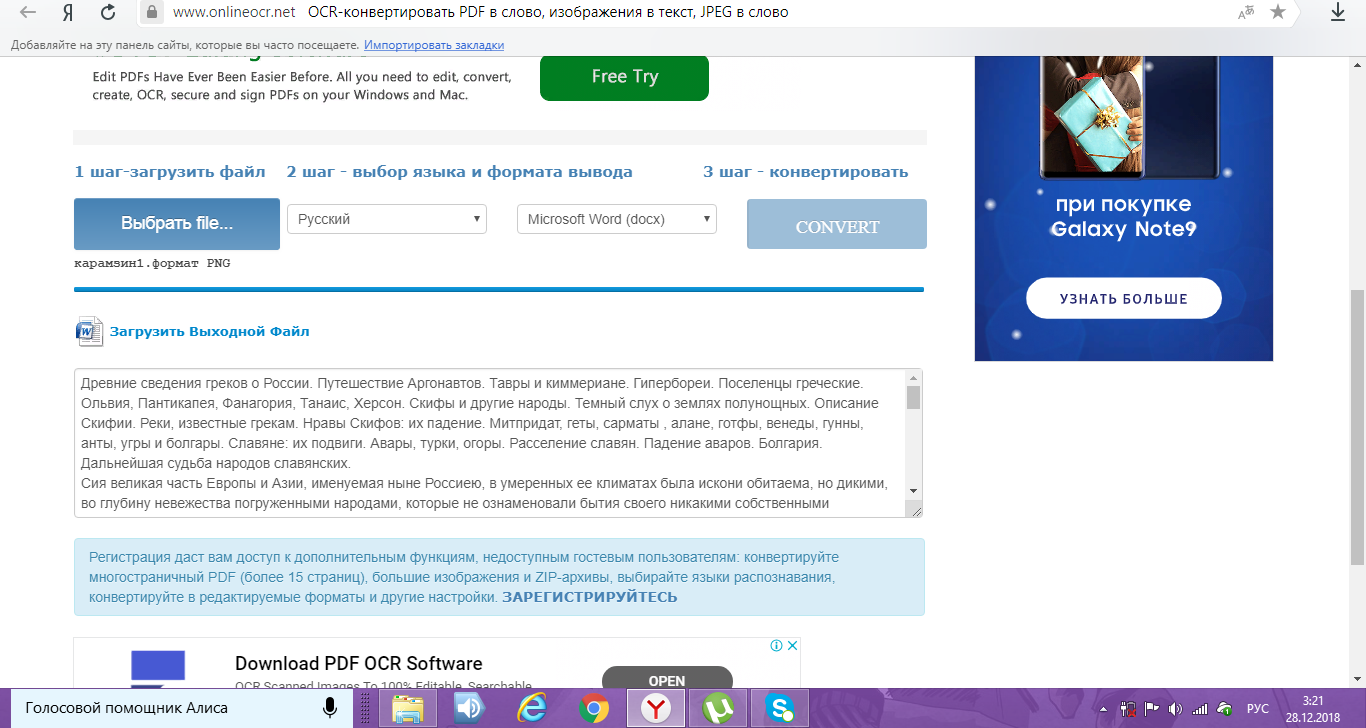 Я www.onlineocr.net OCR-конвертировать PDF в слово, изображения в текст, JPEG в слово
Добавляйте на эту панель сайты, которые вы часто посещаете. Импортировать закладки
Edit PDFs Have Ever Been Easier Before. All you need to edit, convert,
create, OCR, secure and sign PDFs on your Windows and Mac.
Free Try
1 шаг-загрузить файл 2 шаг - выбор языка и формата вывода 3 шаг - конвертировать
Выбрать file... Русский Microsoft Word (docx) CONVERT
карамзин1.формат PNG
при покупке
Galaxy Note9
УЗНАТЬ БОЛЬШЕ
Загрузить Выходной Файл
Древние сведения греков о России. Путешествие Аргонавтов. Тавры и киммериане. Гипербореи. Поселенцы греческие.
Ольвия, Пантикапея, Фанагория, Танаис, Херсон. Скифы и другие народы. Темный слух о землях полунощных. Описание
Скифии. Реки, известные грекам. Нравы Скифов: их падение. Митпридат, геты, сарматы , алане, готфы, венеды, гунны,
анты, угры и болгары. Славяне: их подвиги. Авары, турки, огоры. Расселение славян. Падение аваров. Болгария.
Дальнейшая судьба народов славянских.
Сия великая часть Европы и Азии, именуемая ныне Россиею, в умеренных ее климатах была искони обитаема, но дикими,
во глубину невежества погруженными народами, которые не ознаменовали бытия своего никакими собственными
Регистрация даст вам доступ к дополнительным функциям, недоступным гостевым пользователям: конвертируйте
многостраничный PDF (более 15 страниц), большие изображения и ZIP-архивы, выбирайте языки распознавания,
конвертируйте в редактируемые форматы и другие настройки. ЗАРЕГИСТРИРУЙТЕСЬ
Download PDF OCR Software
OCR Scanned Images To 100% Editable, Searchable
OPEN
Голосовой помощник Алиса
РУС
3:21
28.12.2018